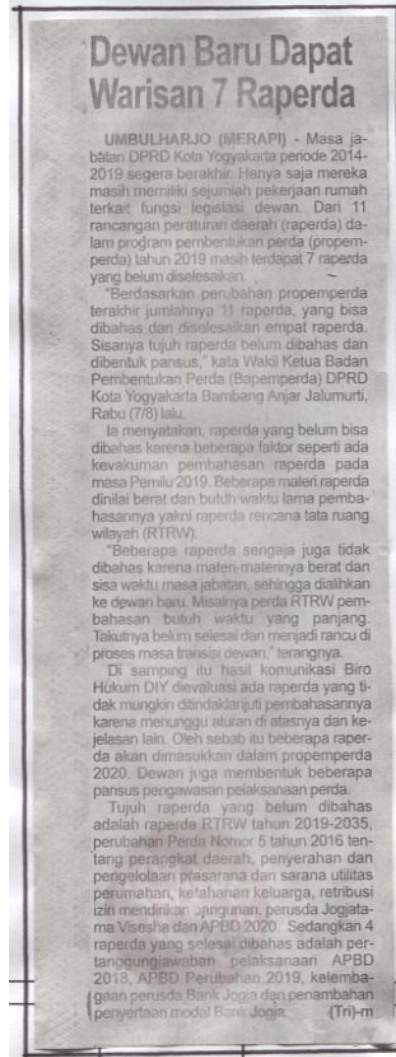 Dewan Baru Dapat
Warisan 7 Raperda
UMBULHARJO (MERAPI) - Masa ja-
batan DPRD Kota Yogyakarta periode 2014-
2019 segera berakhir. Hanya saja mereka
masih memiliki sejumlah pekerjaan rumah
terkait fungsi legislasi dewan. Dari 11
rancangan peraturan daerah (raperda) da-
lam program pembentukan perda (propem-
perda) tahun 2019 masih terdapat 7 raperda
yang belum diselesaikan.
"Berdasarkan perubahan propemperda
terakhir jumlahnya 11 raperda, yang bisa
dibahas dan diselesaikan empat raperda.
Sisanya tujuh raperda belum dibahas dan
dibentuk pansus," kata Wakil Ketua Badan
Pembentukan Perda (Bapemperda) DPRD
Kota Yogyakarta Bambang Anjar Jalumurti,
Rabu (7/8) lalu.
Ia menyatakan, raperda yang belum bisa
dibahas karena beberapa faktor seperti ada
kevakuman pembahasan raperda pada
masa Pemilu 2019. Beberapa materi raperda
dinilai berat dan butuh waktu lama pemba-
hasannya yakni raperda rencana tata ruang
wilayah (RTRW).
"Beberapa raperda sengaja juga tidak
dibahas karena materi-materinya berat dan
sisa waktu masa jabatan, sehingga dialihkan
ke dewan baru. Misalnya perda RTRW pem-
bahasan butuh waktu yang panjang.
Takutnya belum selesai dan menjadi rancu di
proses masa transisi dewan," terangnya.
Di samping itu hasil komunikasi Biro
Hukum DIY dievaluasi ada raperda yang ti-
dak mungkin ditindaklanjuti pembahasannya
karena menunggu aturan di atasnya dan ke-
jelasan lain. Oleh sebab itu beberapa raper-
da akan dimasukkan dalam propemperda
2020. Dewan juga membentuk beberapa
pansus pengawasan pelaksanaan perda.
Tujuh raperda yang belum dibahas
adalah raperda RTRW tahun 2019-2035,
perubahan Perda Nomor 5 tahun 2016 ten-
tang perangkat daerah, penyerahan dan
pengelolaan prasarana dan sarana utilitas
perumahan, ketahanan keluarga, retribusi
izin mendirikan bangunan, perusda Jogjata-
ma Visesha dan APBD 2020. Sedangkan 4
raperda yang selesai dibahas adalah per-
tanggungjawaban pelaksanaan APBD
2018, APBD Perubahan 2019, kelemba-
gaan perusda Bank Jogja dan penambahan
penyertaan modal Bank Jogja. (Tri)-m